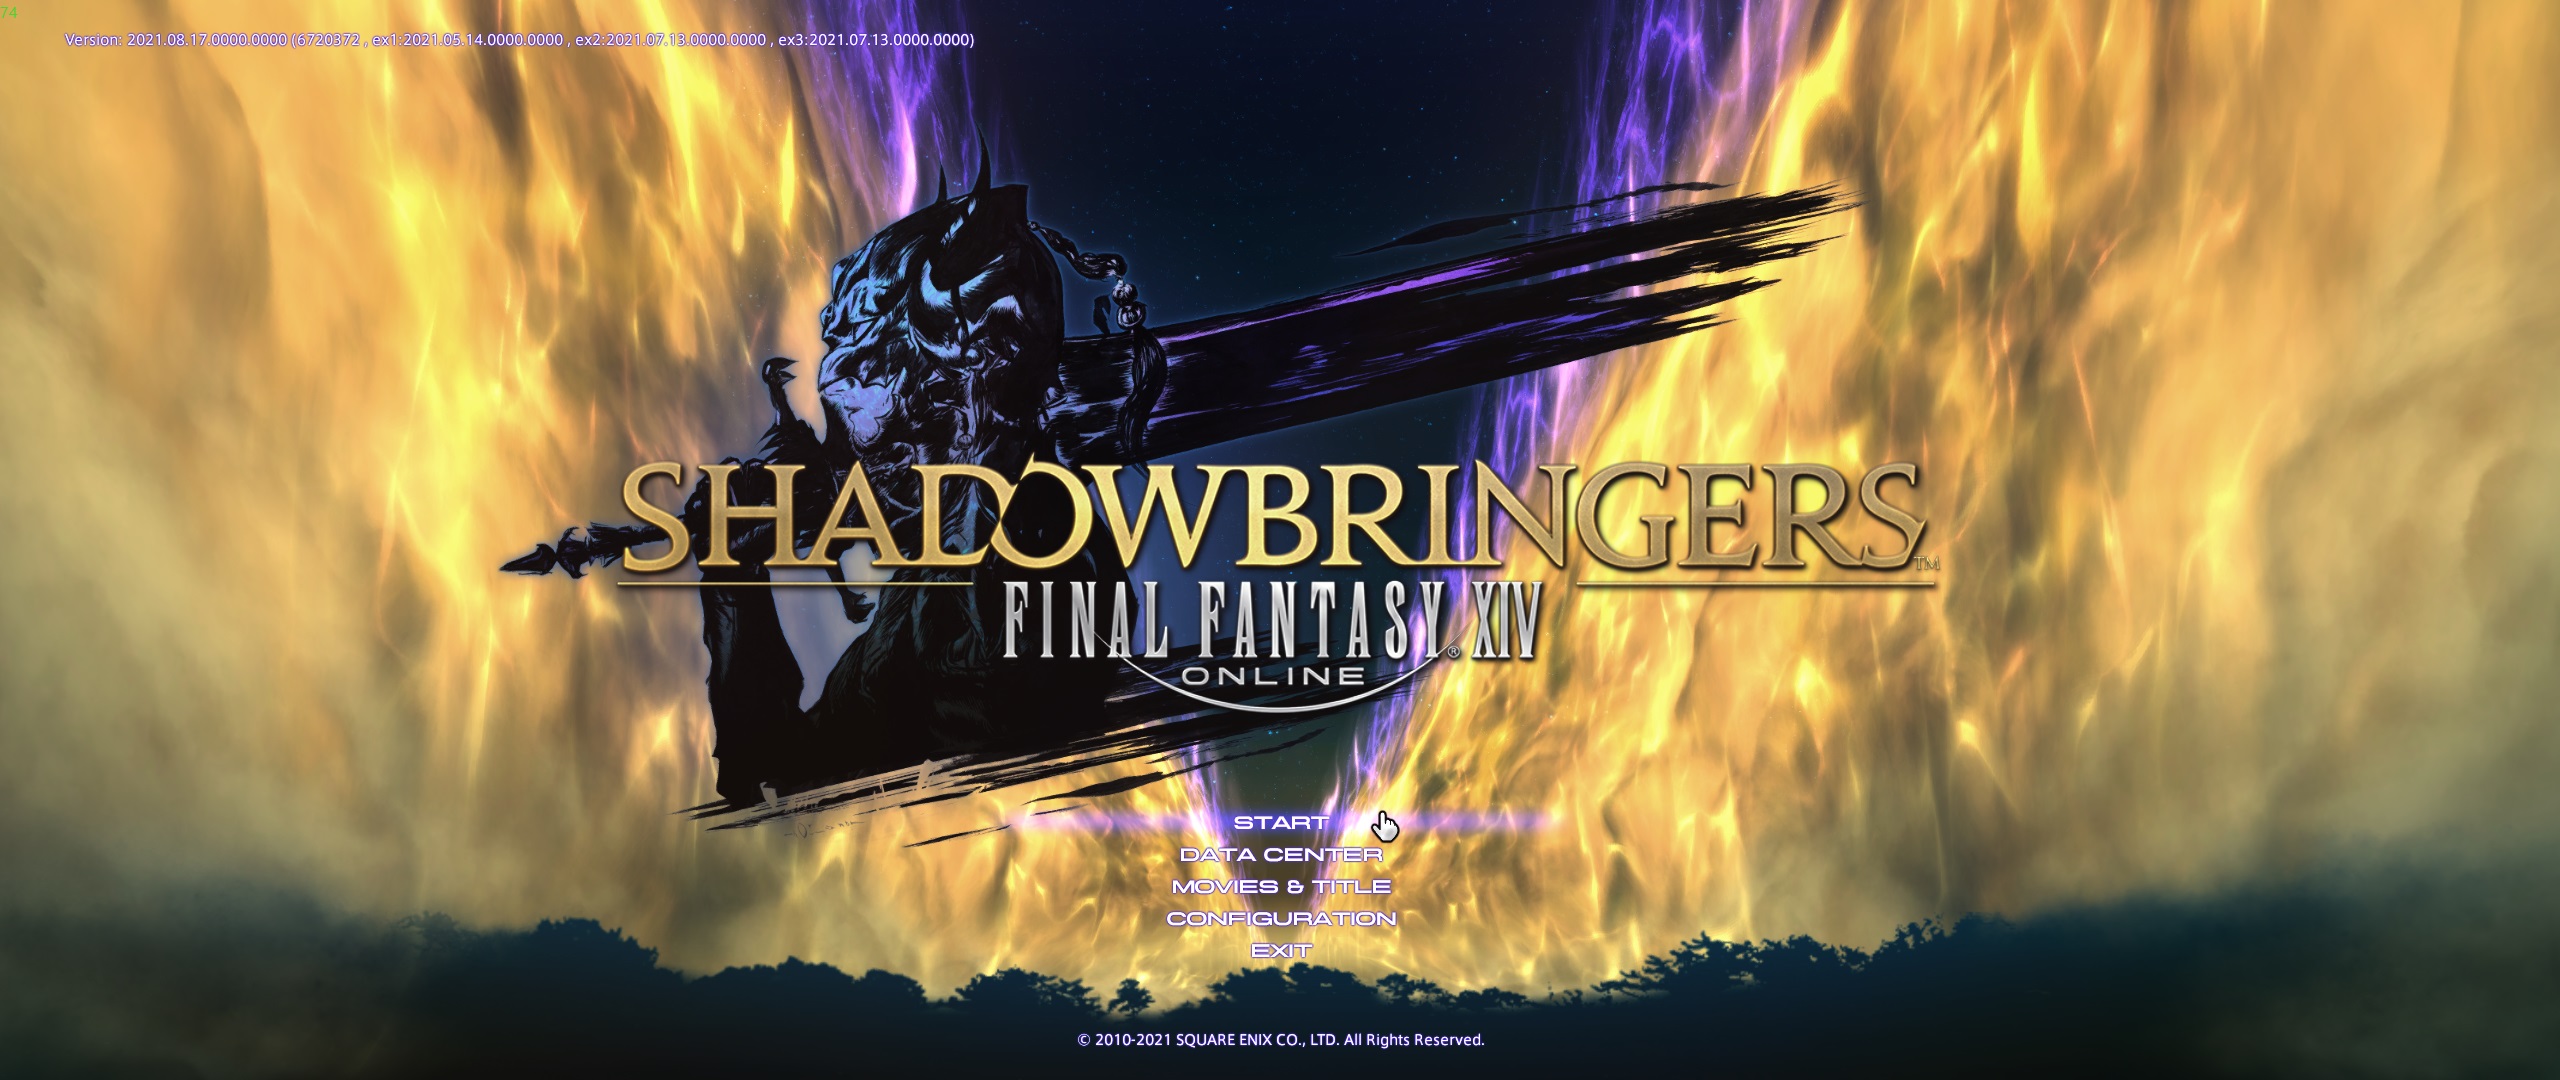 74
Version: 2021.08.17.0000.0000 (6720372 , ex1:2021.05.14.0000.0000 , ex2:2021.07.13.0000.0000 , ex3:2021.07.13.0000.0000)
SHADOWBRINGERS™
FINAL FANTASY® XIV
ONLINE
START
DATA CENTER
MOVIES & TITLE
CONFIGURATION
EXIT
© 2010-2021 SQUARE ENIX CO., LTD. All Rights Reserved.